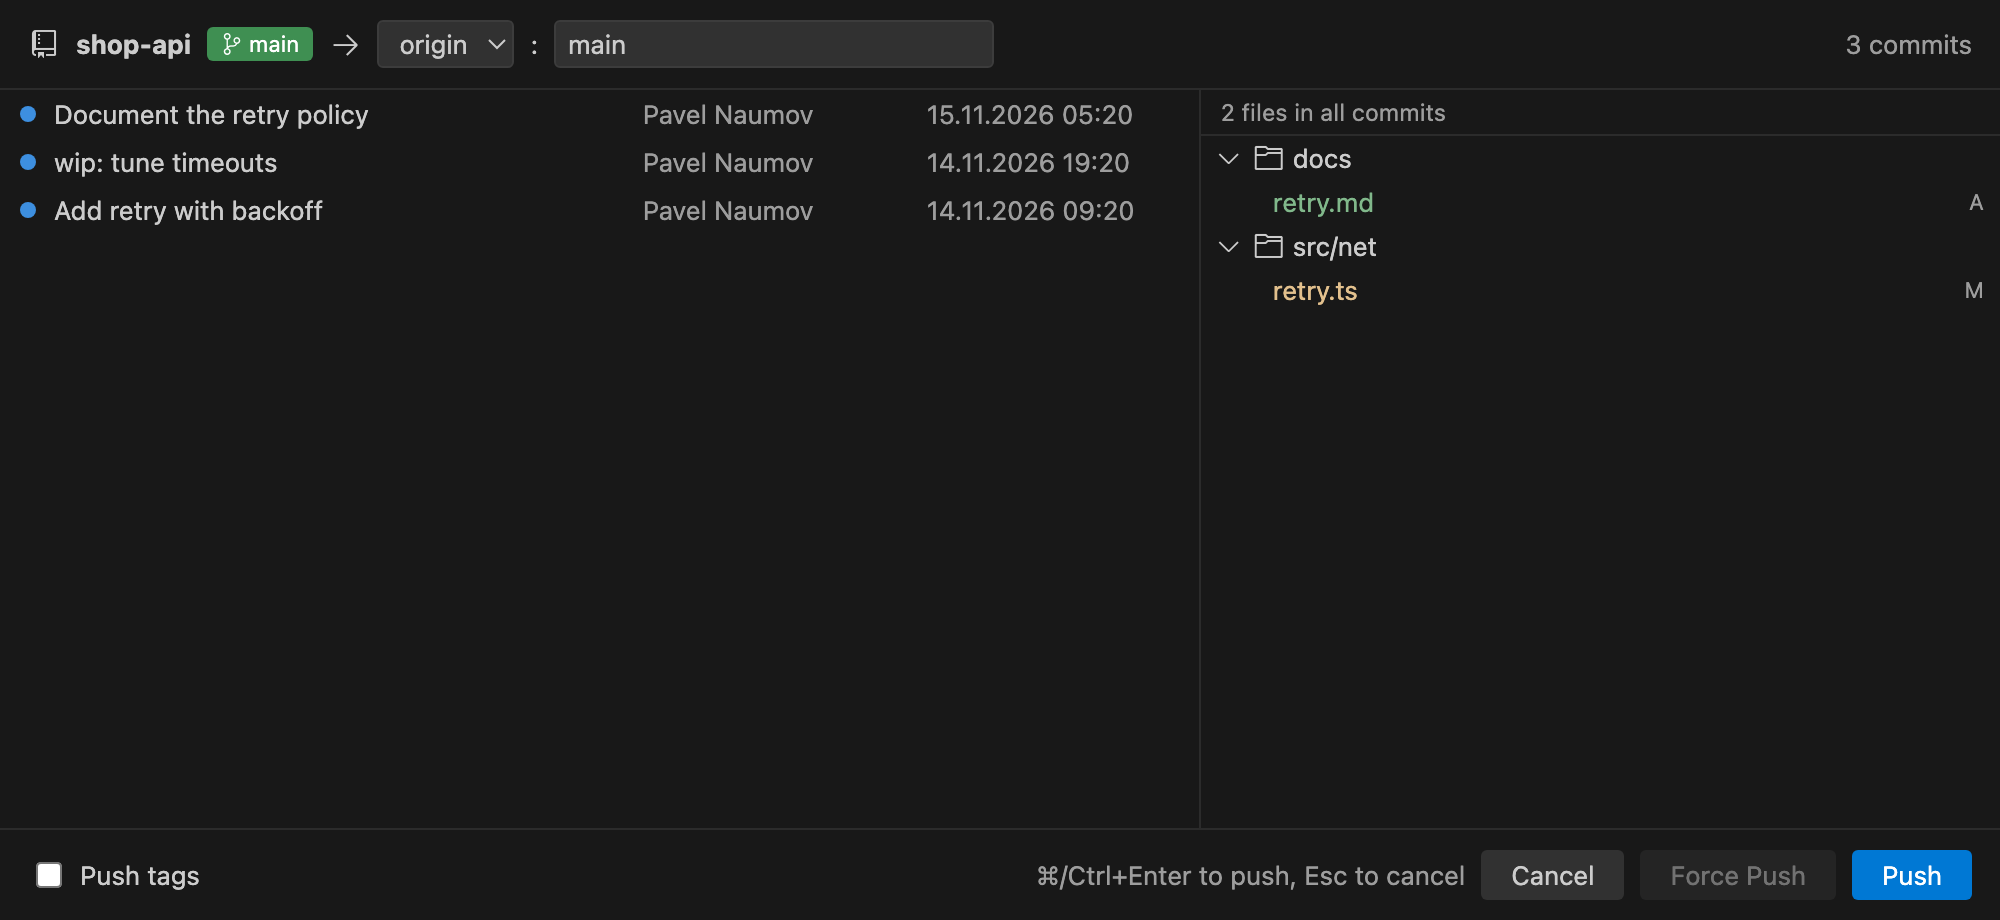 shop-api main → origin : main 3 commits
Document the retry policy Pavel Naumov 15.11.2026 05:20
wip: tune timeouts Pavel Naumov 14.11.2026 19:20
Add retry with backoff Pavel Naumov 14.11.2026 09:20
2 files in all commits
docs
retry.md A
src/net
retry.ts M
Push tags ⌘/Ctrl+Enter to push, Esc to cancel Cancel Force Push Push